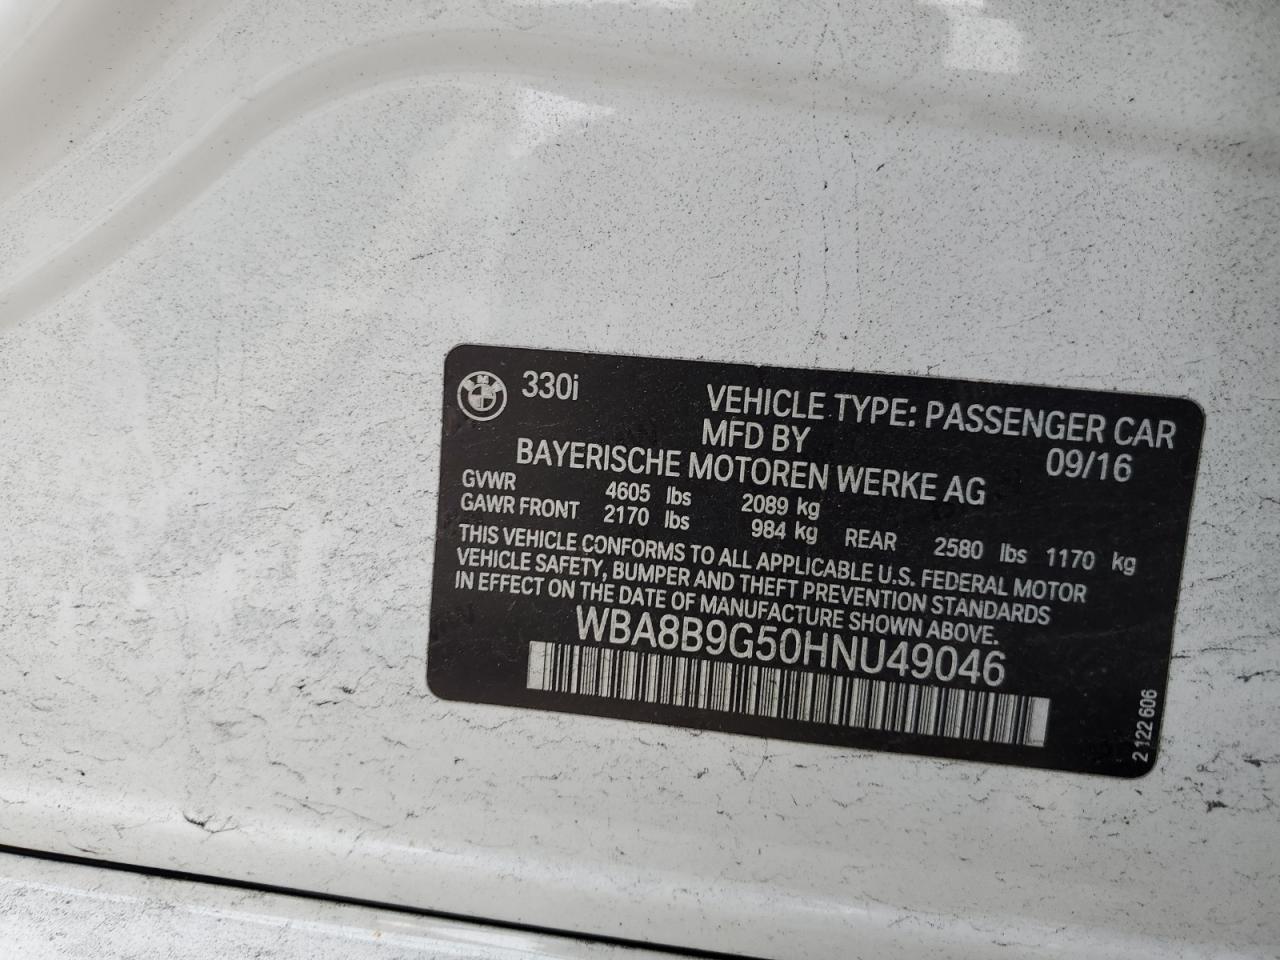 330i
VEHICLE TYPE: PASSENGER CAR
MFD BY 09/16
BAYERISCHE MOTOREN WERKE AG
GVWR 4605 lbs 2089 kg
GAWR FRONT 2170 lbs 984 kg REAR 2580 lbs 1170 kg
THIS VEHICLE CONFORMS TO ALL APPLICABLE U.S. FEDERAL MOTOR
VEHICLE SAFETY, BUMPER AND THEFT PREVENTION STANDARDS
IN EFFECT ON THE DATE OF MANUFACTURE SHOWN ABOVE.
WBA8B9G50HNU49046
2 122 606